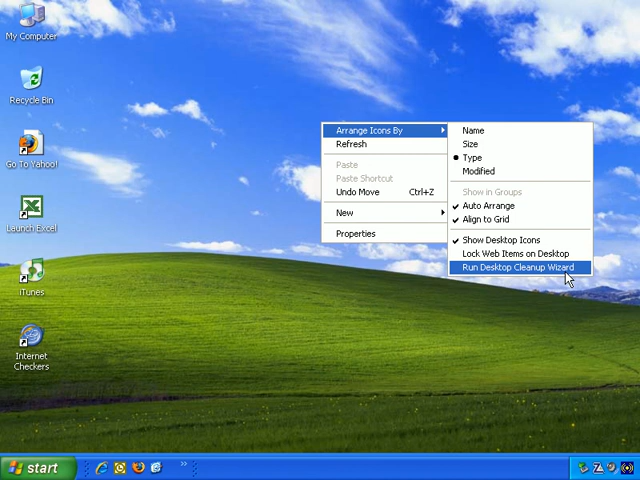 My Computer
Recycle Bin
Go To Yahoo!
Launch Excel
iTunes
Internet
Checkers
Arrange Icons By
Refresh
Paste
Paste Shortcut
Undo Move Ctrl+Z
New
Properties
Name
Size
Type
Modified
Show in Groups
Auto Arrange
Align to Grid
Show Desktop Icons
Lock Web Items on Desktop
Run Desktop Cleanup Wizard
start